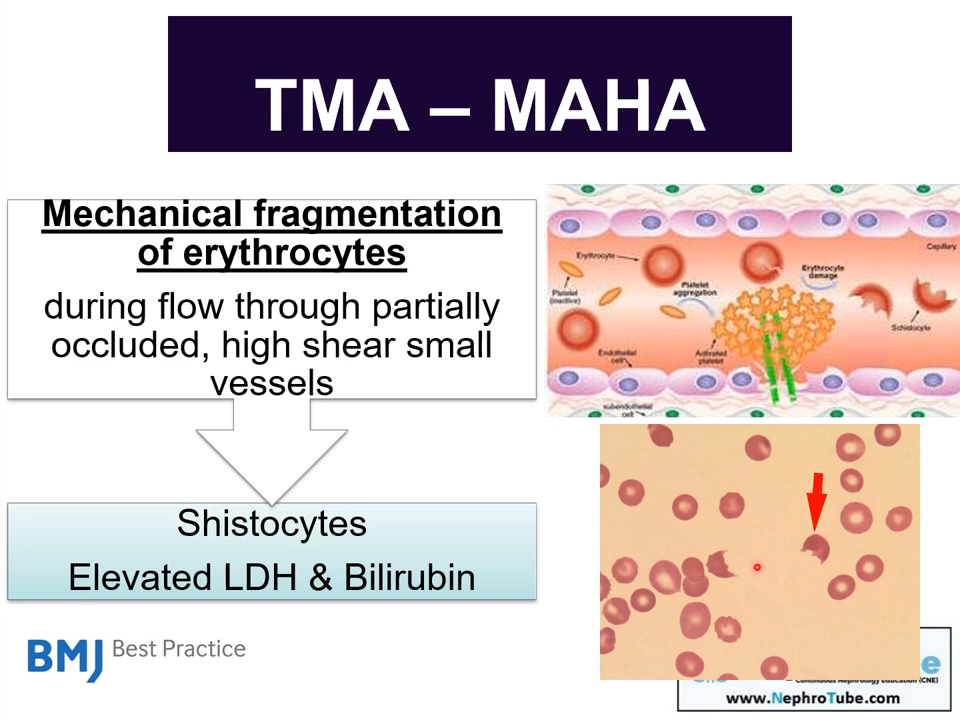 TMA – MAHA
Mechanical fragmentation
of erythrocytes
during flow through partially
occluded, high shear small
vessels
Shistocytes
Elevated LDH & Bilirubin
Capillary
Erythrocyte
Erythrocyte
damage
Platelet
(inactive)
Platelet
aggregation
Schistocyte
Activated
platelet
Endothelial
cell
subendothelial
cell
BMJ Best Practice
Continuous Nephrology Education (CNE)
www.NephroTube.com